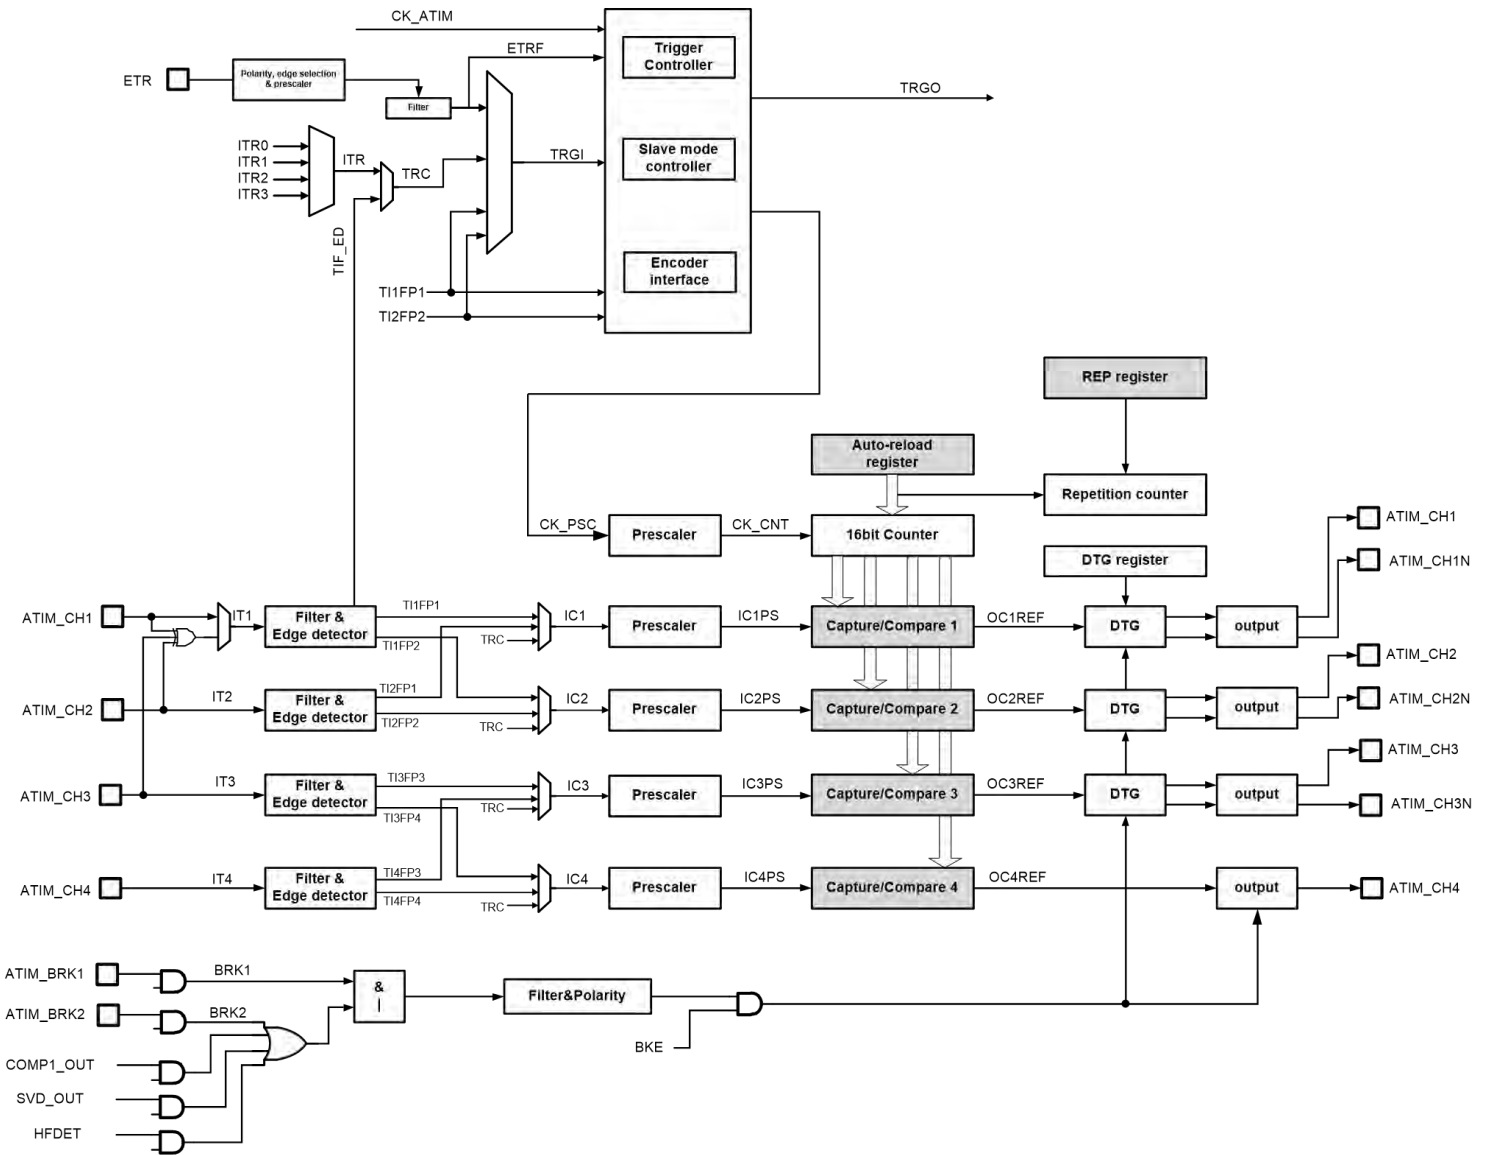 CK_ATIM
ETRF
ETR
Polarity, edge selection
& prescaler
Filter
Trigger
Controller
TRGO
ITR0
ITR1
ITR2
ITR3
ITR
TRC
TRGI
Slave mode
controller
TIF_ED
Encoder
interface
TI1FP1
TI2FP2
REP register
Auto-reload
register
Repetition counter
CK_PSC
Prescaler
CK_CNT
16bit Counter
DTG register
ATIM_CH1
ATIM_CH1N
ATIM_CH1
IT1
Filter &
Edge detector
TI1FP1
TI1FP2
TRC
IC1
Prescaler
IC1PS
Capture/Compare 1
OC1REF
DTG
output
ATIM_CH2
ATIM_CH2N
ATIM_CH2
IT2
Filter &
Edge detector
TI2FP1
TI2FP2
TRC
IC2
Prescaler
IC2PS
Capture/Compare 2
OC2REF
DTG
output
ATIM_CH3
ATIM_CH3N
ATIM_CH3
IT3
Filter &
Edge detector
TI3FP3
TI3FP4
TRC
IC3
Prescaler
IC3PS
Capture/Compare 3
OC3REF
DTG
output
ATIM_CH4
IT4
Filter &
Edge detector
TI4FP3
TI4FP4
TRC
IC4
Prescaler
IC4PS
Capture/Compare 4
OC4REF
output
ATIM_CH4
ATIM_BRK1
BRK1
ATIM_BRK2
BRK2
&
|
Filter&Polarity
BKE
COMP1_OUT
SVD_OUT
HFDET